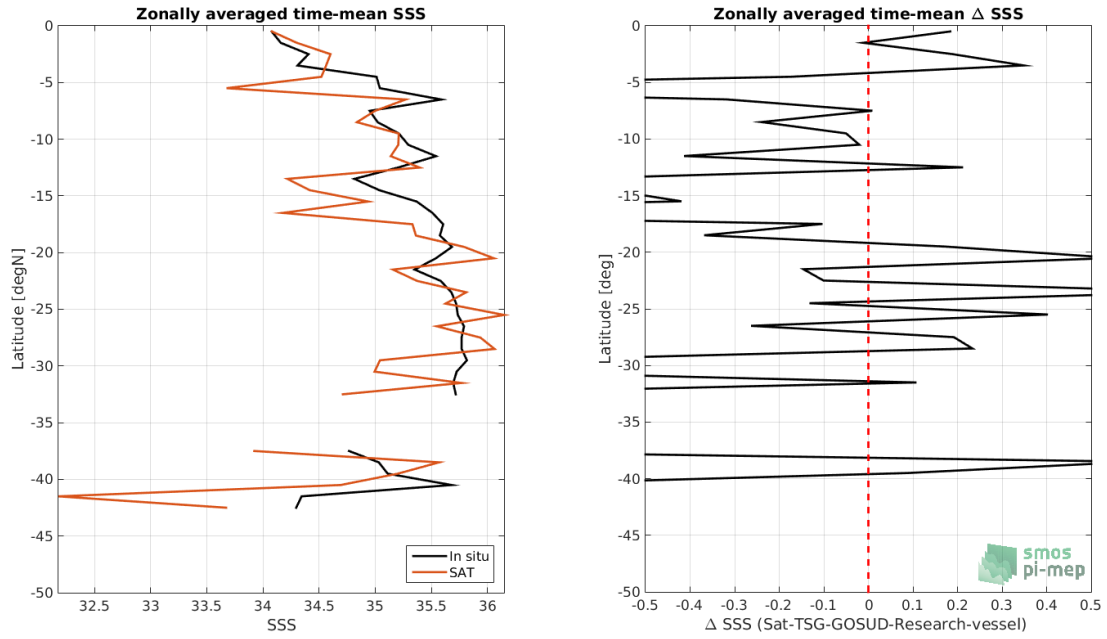 Zonally averaged time-mean SSS
0
-5
-10
-15
-20
-25
-30
-35
-40
-45
-50
Latitude [degN]
32.5 33 33.5 34 34.5 35 35.5 36
SSS
In situ
SAT
Zonally averaged time-mean Δ SSS
0
-5
-10
-15
-20
-25
-30
-35
-40
-45
-50
Latitude [deg]
-0.5 -0.4 -0.3 -0.2 -0.1 0 0.1 0.2 0.3 0.4 0.5
Δ SSS (Sat-TSG-GOSUD-Research-vessel)
smos
pi-mep